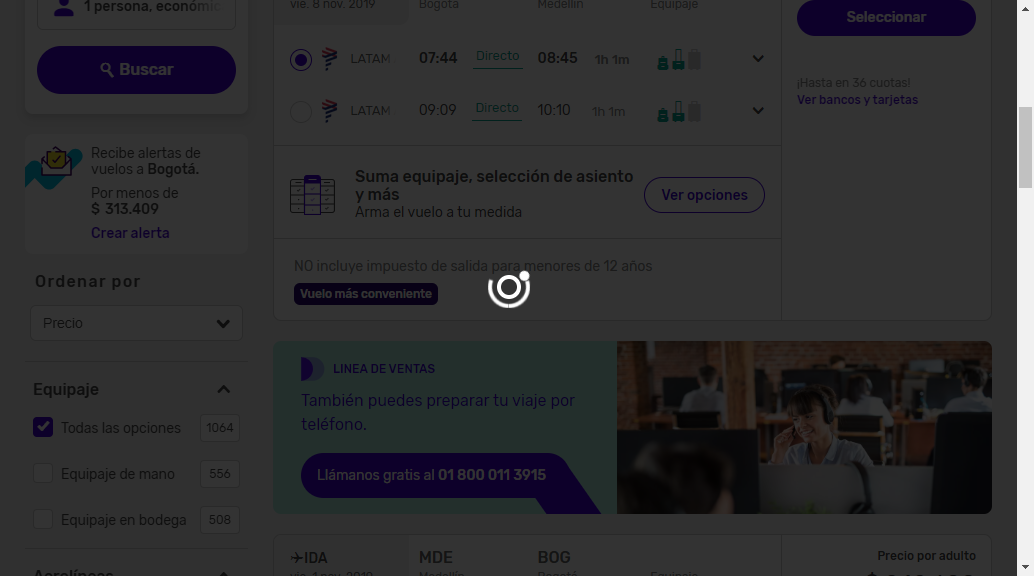 1 persona, económic
Buscar
Recibe alertas de
vuelos a Bogotá.
Por menos de
$ 313.409
Crear alerta
Ordenar por
Precio
Equipaje
Todas las opciones 1064
Equipaje de mano 556
Equipaje en bodega 508
Aerolíneas
vie. 8 nov. 2019 Bogotá Medellín Equipaje
LATAM 07:44 Directo 08:45 1h 1m
LATAM 09:09 Directo 10:10 1h 1m
Suma equipaje, selección de asiento
y más
Arma el vuelo a tu medida
Ver opciones
NO incluye impuesto de salida para menores de 12 años
Vuelo más conveniente
Seleccionar
¡Hasta en 36 cuotas!
Ver bancos y tarjetas
LINEA DE VENTAS
También puedes preparar tu viaje por
teléfono.
Llámanos gratis al 01 800 011 3915
IDA MDE BOG
vie. 1 nov. 2019 Medellín Bogotá Equipaje
Precio por adulto